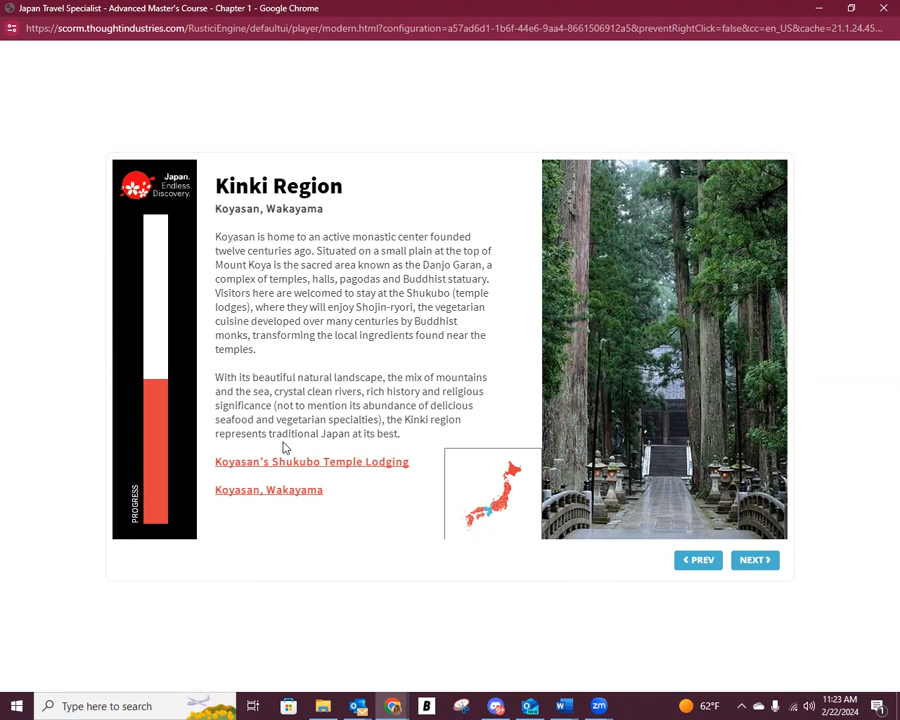 Japan Travel Specialist - Advanced Master's Course - Chapter 1 - Google Chrome
https://scorm.thoughtindustries.com/RusticiEngine/defaultui/player/modern.html?configuration=a57ad6d1-1b6f-44e6-9aa4-8661506912a5&preventRightClick=false&cc=en_US&cache=21.1.24.45...
Japan.
Endless
Discovery.
PROGRESS
Kinki Region
Koyasan, Wakayama
Koyasan is home to an active monastic center founded
twelve centuries ago. Situated on a small plain at the top of
Mount Koya is the sacred area known as the Danjo Garan, a
complex of temples, halls, pagodas and Buddhist statuary.
Visitors here are welcomed to stay at the Shukubo (temple
lodges), where they will enjoy Shojin-ryori, the vegetarian
cuisine developed over many centuries by Buddhist
monks, transforming the local ingredients found near the
temples.
With its beautiful natural landscape, the mix of mountains
and the sea, crystal clean rivers, rich history and religious
significance (not to mention its abundance of delicious
seafood and vegetarian specialties), the Kinki region
represents traditional Japan at its best.
Koyasan's Shukubo Temple Lodging
Koyasan, Wakayama
PREV
NEXT
Type here to search
B
W
zm
62°F
11:23 AM
2/22/2024
1